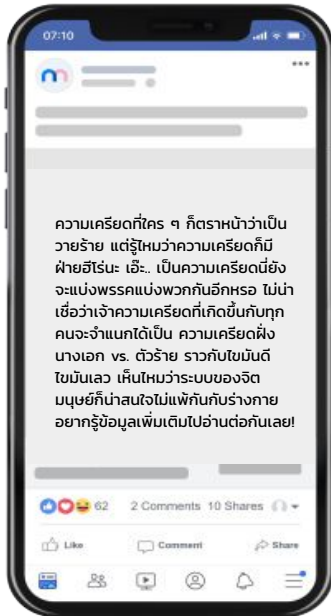 07:10
ความเครียดที่ใคร ๆ ก็ตราหน้าว่าเป็น
วายร้าย แต่รู้ไหมว่าความเครียดก็มี
ฝ่ายฮีโร่นะ เอ๊ะ.. เป็นความเครียดนี่ยัง
จะแบ่งพรรคแบ่งพวกกันอีกหรอ ไม่น่า
เชื่อว่าเจ้าความเครียดที่เกิดขึ้นกับทุก
คนจะจำแนกได้เป็น ความเครียดฝั่ง
นางเอก vs. ตัวร้าย ราวกับไขมันดี
ไขมันเลว เห็นไหมว่าระบบของจิต
มนุษย์ก็น่าสนใจไม่แพ้กันกับร่างกาย
อยากรู้ข้อมูลเพิ่มเติมไปอ่านต่อกันเลย!
62 2 Comments 10 Shares
Like Comment Share